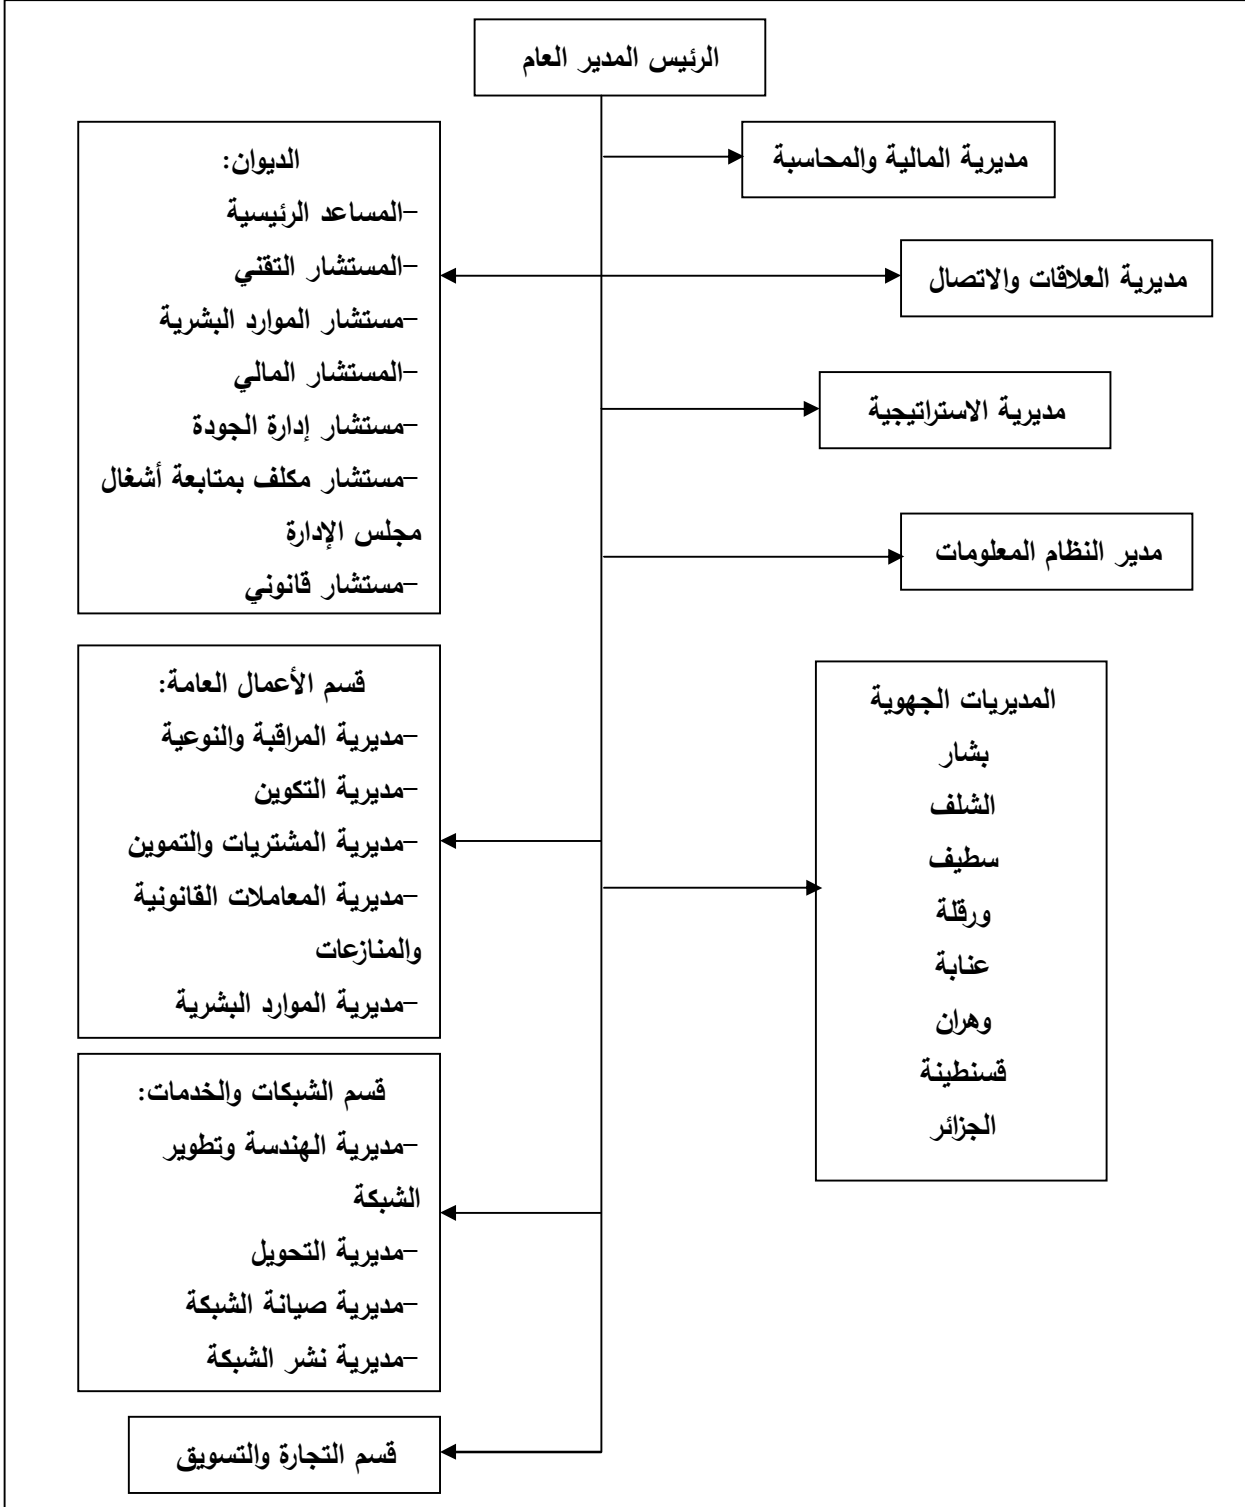 الرئيس المدير العام
مديرية المالية والمحاسبة
مديرية العلاقات والاتصال
مديرية الاستراتيجية
مدير النظام المعلومات
المديريات الجهوية
بشار
الشلف
سطيف
ورقلة
عنابة
وهران
قسنطينة
الجزائر
الديوان:
-المساعد الرئيسية
-المستشار التقني
-مستشار الموارد البشرية
-المستشار المالي
-مستشار إدارة الجودة
-مستشار مكلف بمتابعة أشغال
مجلس الإدارة
-مستشار قانوني
قسم الأعمال العامة:
-مديرية المراقبة والنوعية
-مديرية التكوين
-مديرية المشتريات والتموين
-مديرية المعاملات القانونية
والمنازعات
-مديرية الموارد البشرية
قسم الشبكات والخدمات:
-مديرية الهندسة وتطوير
الشبكة
-مديرية التحويل
-مديرية صيانة الشبكة
-مديرية نشر الشبكة
قسم التجارة والتسويق